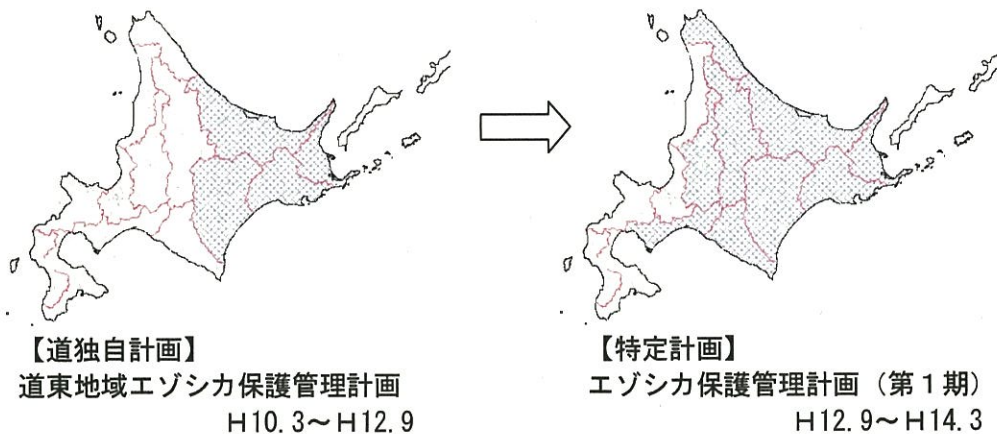 【道独自計画】
道東地域エゾシカ保護管理計画
H10.3~H12.9
【特定計画】
エゾシカ保護管理計画(第1期)
H12.9~H14.3